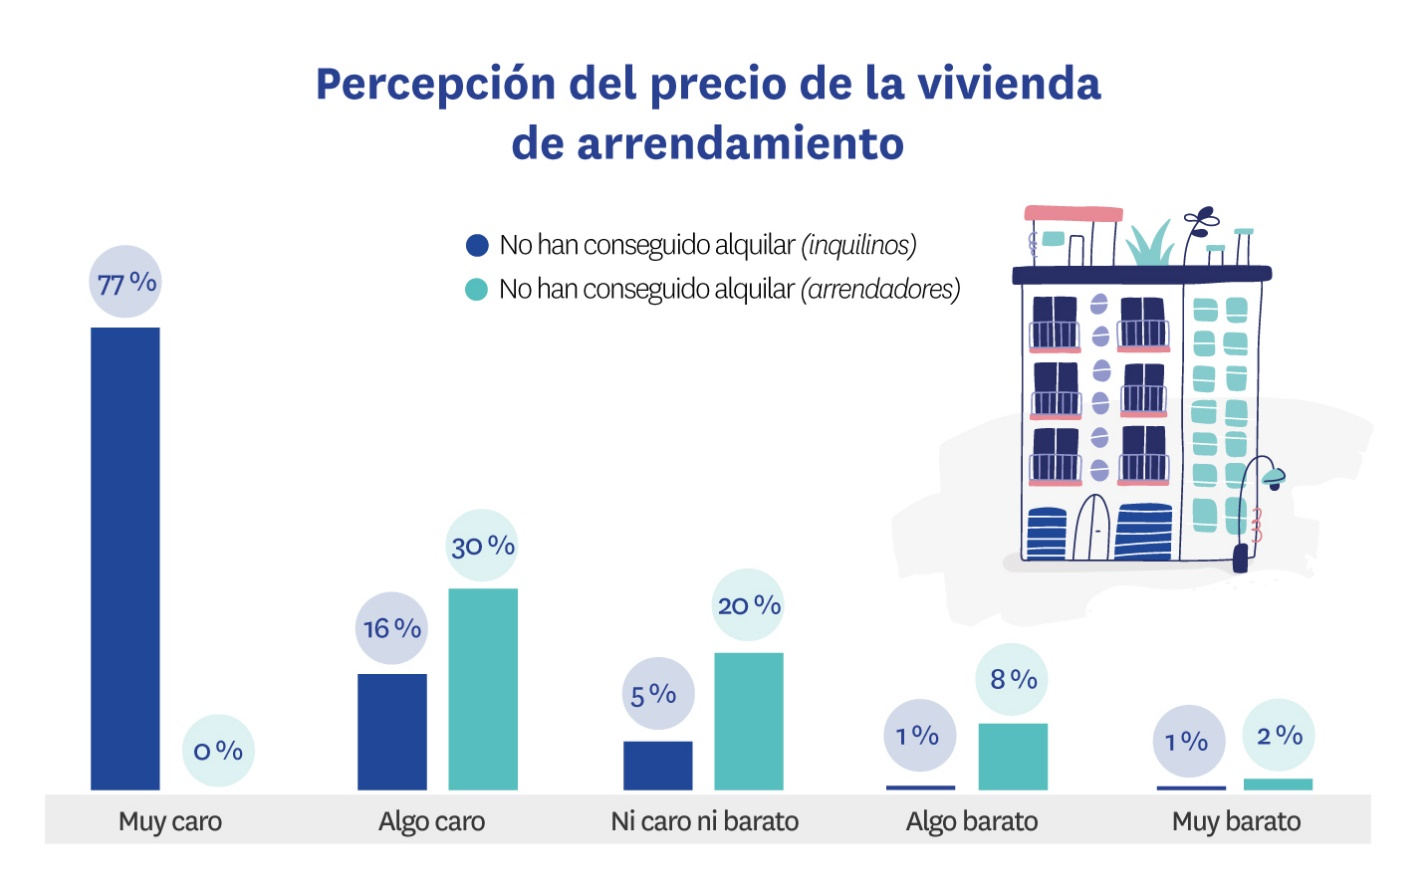 Percepción del precio de la vivienda
de arrendamiento
No han conseguido alquilar (inquilinos)
No han conseguido alquilar (arrendadores)
77 %
0 %
16 %
30 %
5 %
20 %
1 %
8 %
1 %
2 %
Muy caro
Algo caro
Ni caro ni barato
Algo barato
Muy barato